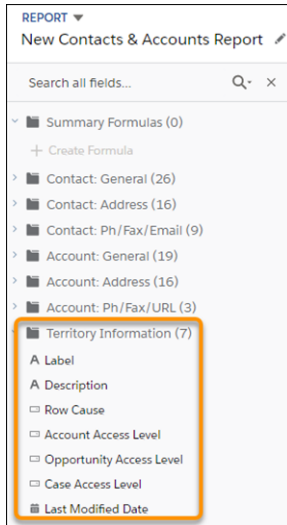 REPORT
New Contacts & Accounts Report
Search all fields...
Summary Formulas (0)
Create Formula
Contact: General (26)
Contact: Address (16)
Contact: Ph/Fax/Email (9)
Account: General (19)
Account: Address (16)
Account: Ph/Fax/URL (3)
Territory Information (7)
A Label
A Description
Row Cause
Account Access Level
Opportunity Access Level
Case Access Level
Last Modified Date